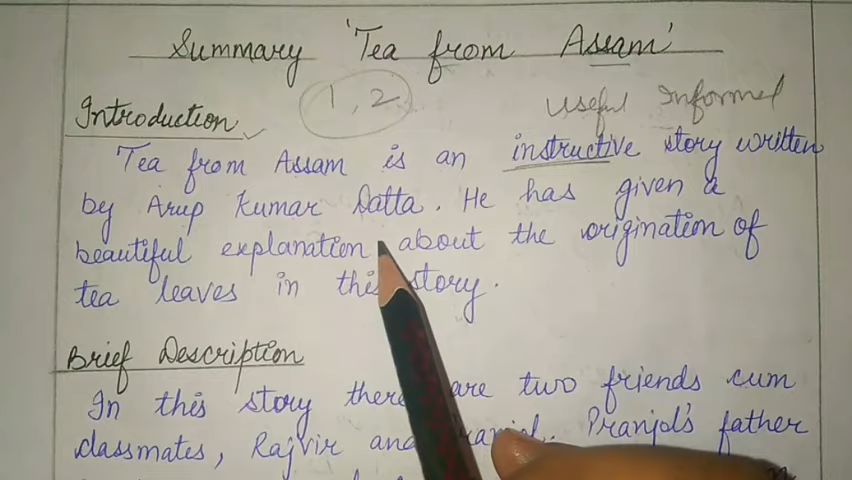 Summary 'Tea from Assam'
Introduction
1, 2
Useful Informed
Tea from Assam is an instructive story written
by Arup Kumar Datta. He has given a
beautiful explanation about the origination of
tea leaves in this story.
Brief Description
In this story there are two friends cum
classmates, Rajvir and Pranjol. Pranjol's father